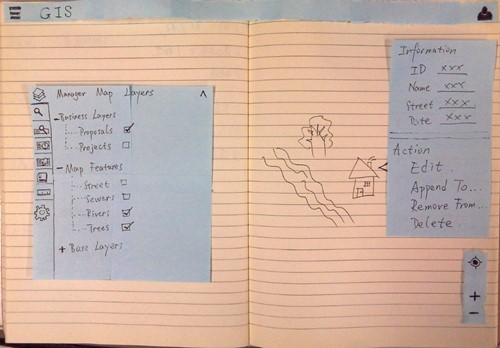 GIS
Manager Map Layers
- Business Layers
Proposals
Projects
- Map Features
Street
Sewers
Rivers
Trees
+ Base Layers
Information
ID xxx
Name xxx
Street xxx
Date xxx
Action
Edit..
Append To...
Remove From...
Delete
+
-